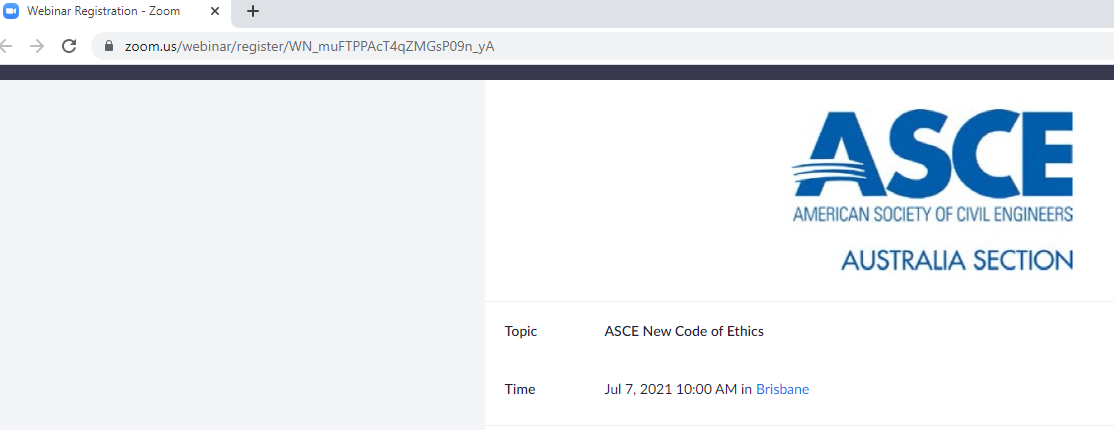 Webinar Registration - Zoom
zoom.us/webinar/register/WN_muFTPPAcT4qZMGsP09n_yA
ASCE
AMERICAN SOCIETY OF CIVIL ENGINEERS
AUSTRALIA SECTION
Topic ASCE New Code of Ethics
Time Jul 7, 2021 10:00 AM in Brisbane